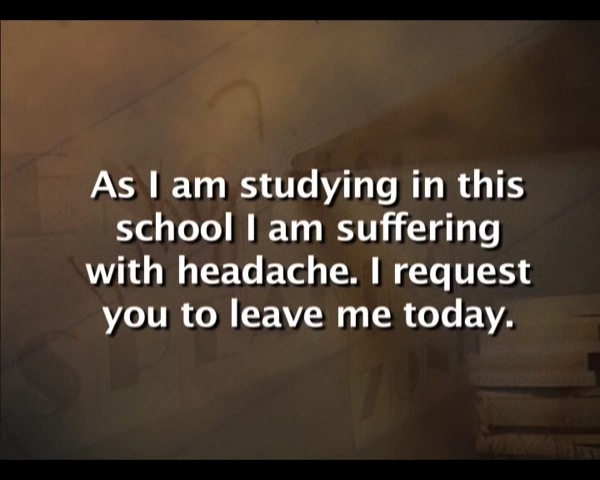 As I am studying in this
school I am suffering
with headache. I request
you to leave me today.